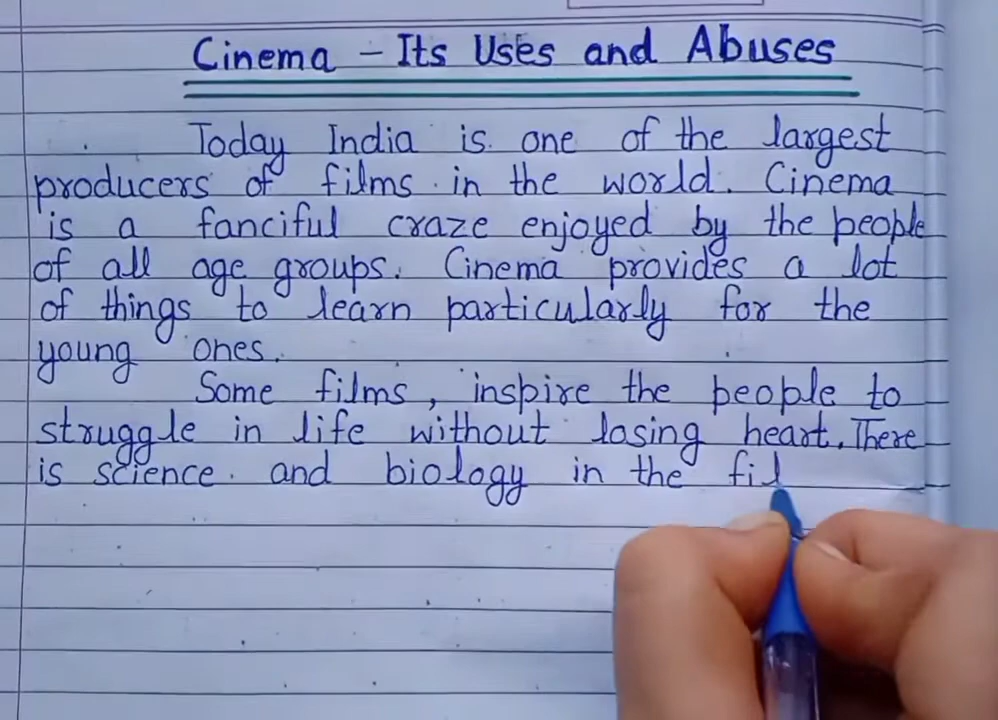 Cinema - Its Uses and Abuses
Today India is one of the largest
producers of films in the world. Cinema
is a fanciful craze enjoyed by the people
of all age groups. Cinema provides a lot
of things to learn particularly for the
young ones.
Some films, inspire the people to
struggle in life without losing heart. There
is science and biology in the fil